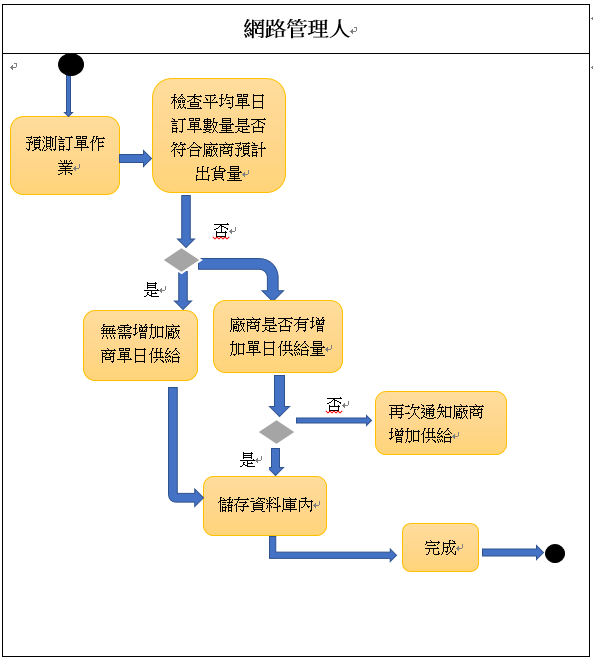 網路管理人
檢查平均單日
訂單數量是否
符合廠商預計
出貨量
預測訂單作
業
否
是
無需增加廠
商單日供給
廠商是否有增
加單日供給量
否
再次通知廠商
增加供給
是
儲存資料庫內
完成